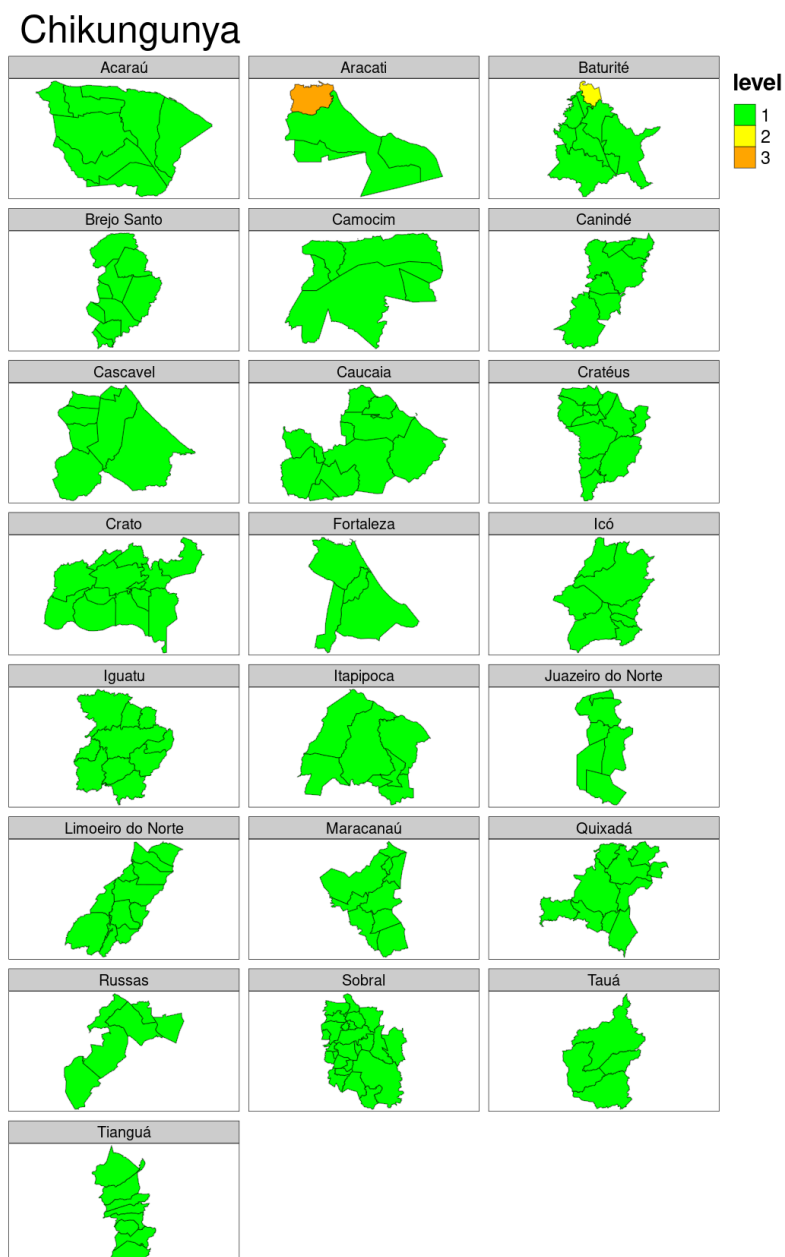 Chikungunya
Acaraú
Aracati
Baturité
level
1
2
3
Brejo Santo
Camocim
Canindé
Cascavel
Caucaia
Cratéus
Crato
Fortaleza
Icó
Iguatu
Itapipoca
Juazeiro do Norte
Limoeiro do Norte
Maracanaú
Quixadá
Russas
Sobral
Tauá
Tianguá